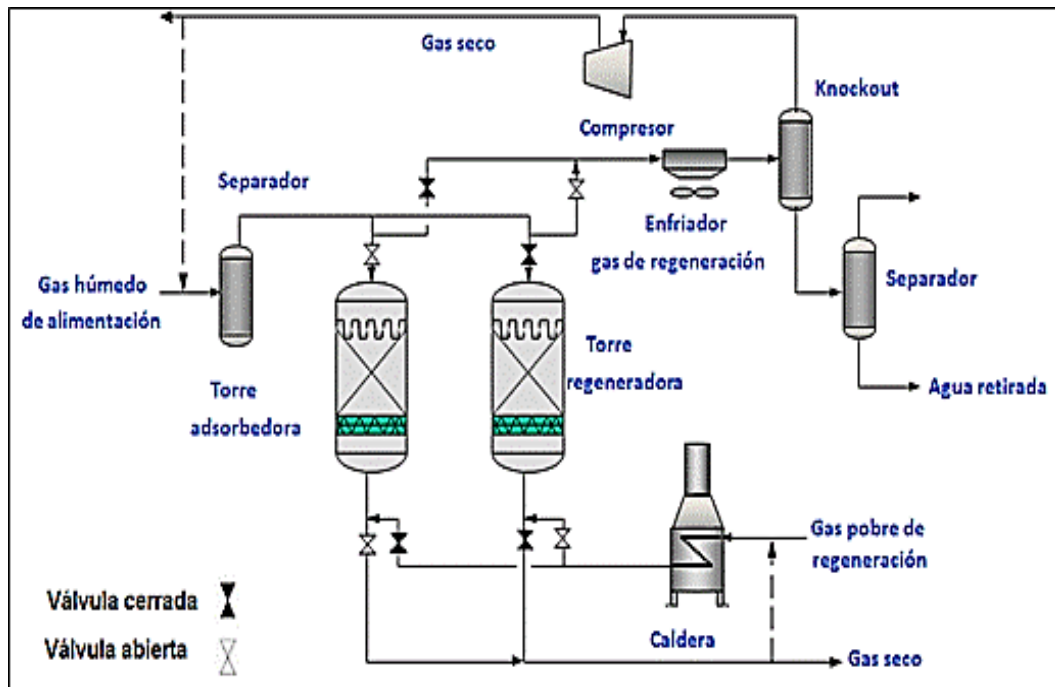 Gas seco
Knockout
Compresor
Separador
Enfriador
gas de regeneración
Separador
Gas húmedo
de alimentación
Torre
adsorbedora
Torre
regeneradora
Agua retirada
Gas pobre de
regeneración
Válvula cerrada
Válvula abierta
Caldera
Gas seco